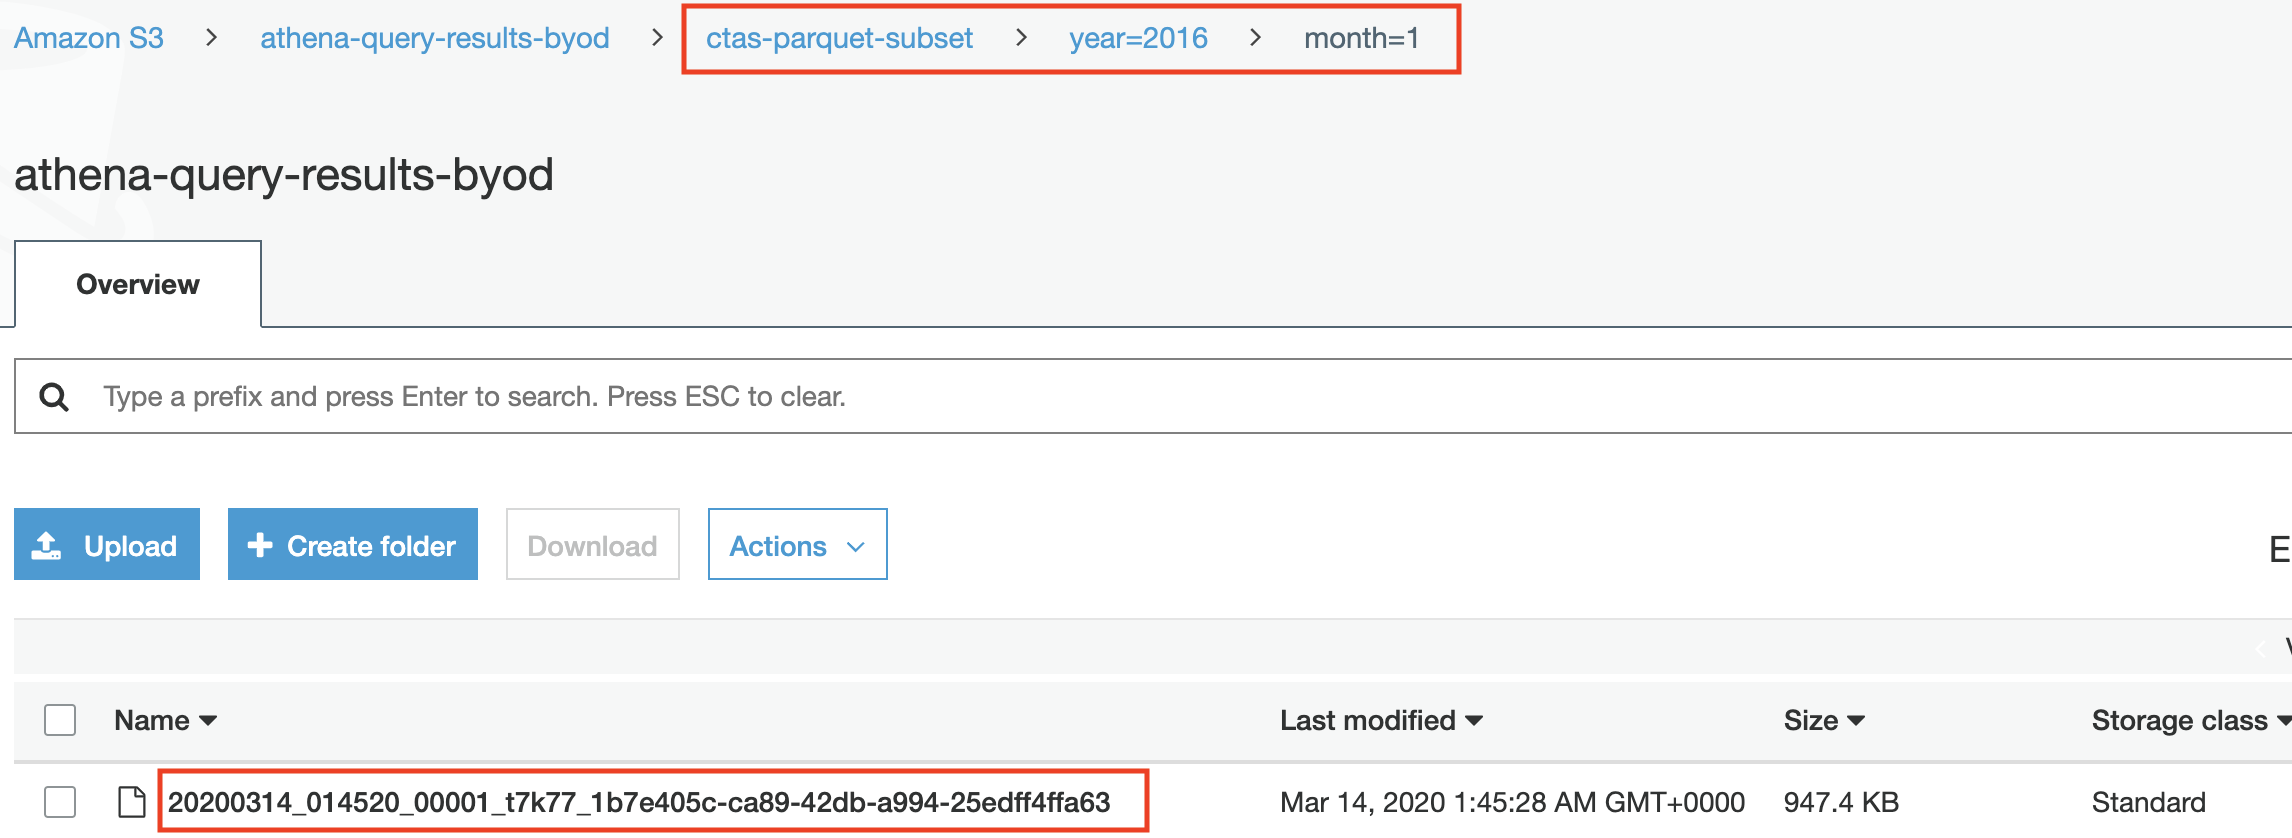 Amazon S3 > athena-query-results-byod > ctas-parquet-subset > year=2016 > month=1
athena-query-results-byod
Overview
Type a prefix and press Enter to search. Press ESC to clear.
Upload Create folder Download Actions
Name Last modified Size Storage class
20200314_014520_00001_t7k77_1b7e405c-ca89-42db-a994-25edff4ffa63 Mar 14, 2020 1:45:28 AM GMT+0000 947.4 KB Standard